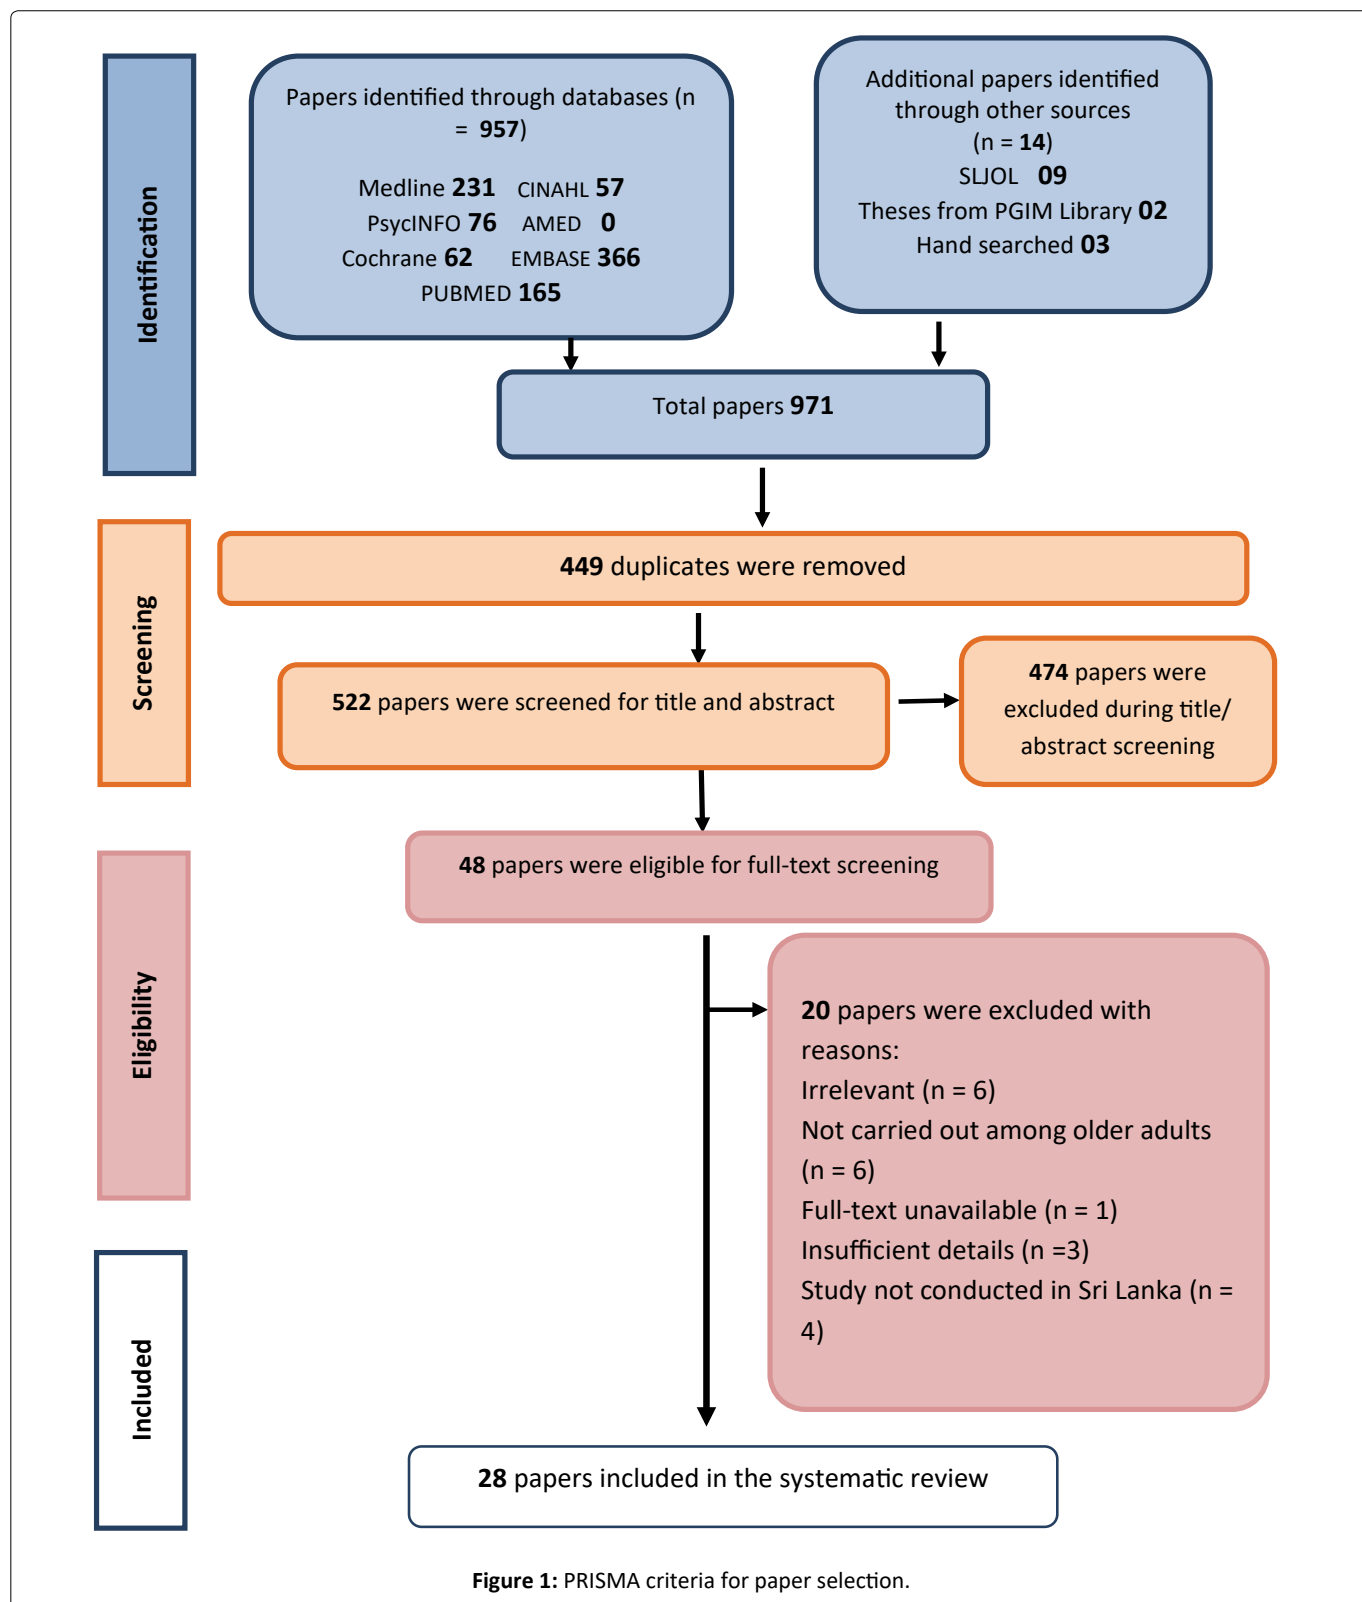 Identification
Papers identified through databases (n
= 957)
Medline 231 CINAHL 57
PsycINFO 76 AMED 0
Cochrane 62 EMBASE 366
PUBMED 165
Additional papers identified
through other sources
(n = 14)
SLJOL 09
Theses from PGIM Library 02
Hand searched 03
Total papers 971
Screening
449 duplicates were removed
522 papers were screened for title and abstract
474 papers were
excluded during title/
abstract screening
Eligibility
48 papers were eligible for full-text screening
20 papers were excluded with
reasons:
Irrelevant (n = 6)
Not carried out among older adults
(n = 6)
Full-text unavailable (n = 1)
Insufficient details (n =3)
Study not conducted in Sri Lanka (n =
4)
Included
28 papers included in the systematic review
Figure 1: PRISMA criteria for paper selection.